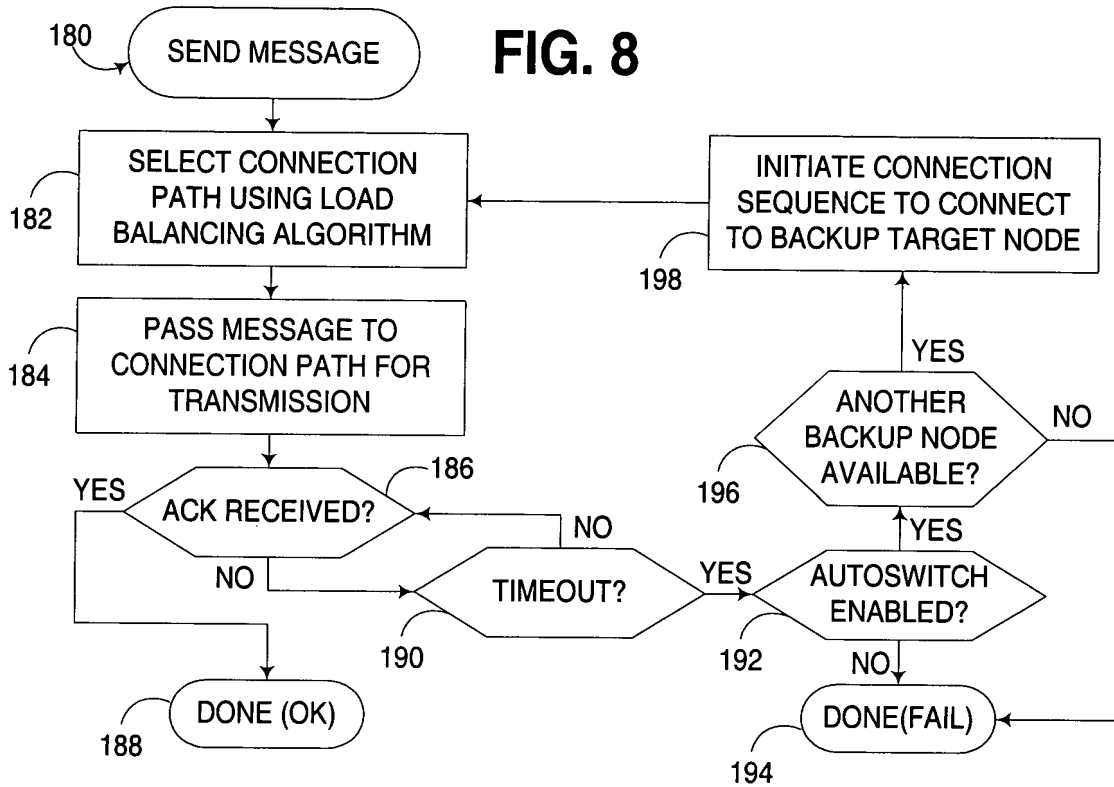 FIG. 8
180
SEND MESSAGE
SELECT CONNECTION
PATH USING LOAD
BALANCING ALGORITHM
182
PASS MESSAGE TO
CONNECTION PATH FOR
TRANSMISSION
184
ACK RECEIVED?
186
YES
NO
DONE (OK)
188
TIMEOUT?
190
NO
YES
AUTOSWITCH
ENABLED?
192
YES
NO
DONE(FAIL)
194
ANOTHER
BACKUP NODE
AVAILABLE?
196
YES
NO
INITIATE CONNECTION
SEQUENCE TO CONNECT
TO BACKUP TARGET NODE
198